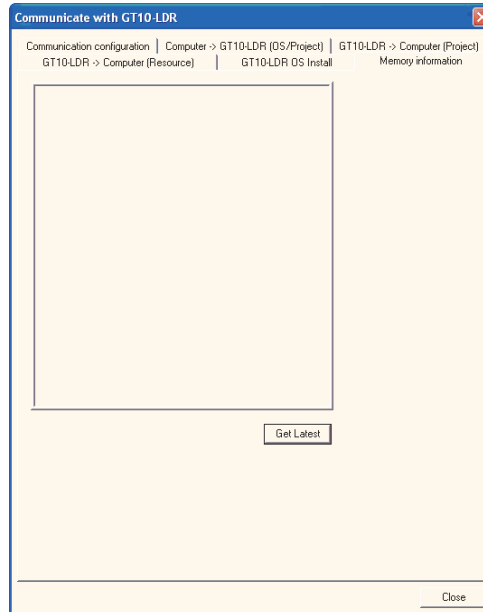 Communicate with GT10-LDR
Communication configuration | Computer -> GT10-LDR (OS/Project) | GT10-LDR -> Computer (Project)
GT10-LDR -> Computer (Resource) | GT10-LDR OS Install Memory information
Get Latest
Close